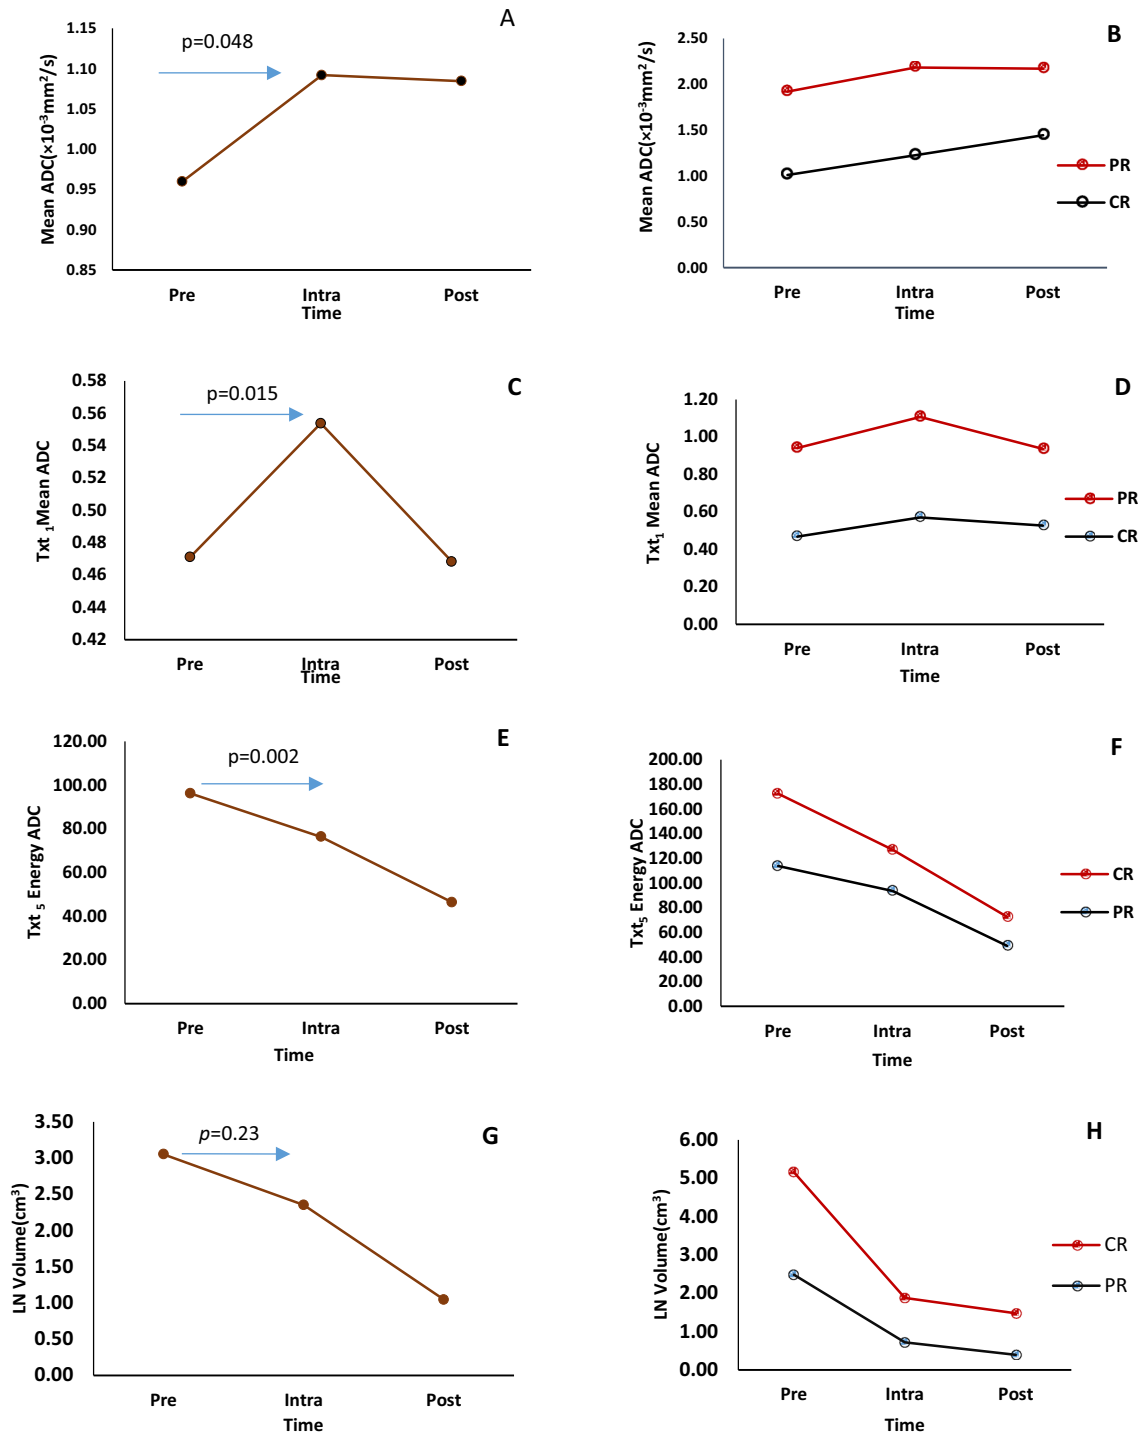 A
p=0.048
Mean ADC(×10⁻³mm²/s)
1.15
1.10
1.05
1.00
0.95
0.90
0.85
Pre Intra Post
Time
B
Mean ADC(×10⁻³mm²/s)
2.50
2.00
1.50
1.00
0.50
0.00
PR
CR
Pre Intra Post
Time
C
p=0.015
Txt ₁Mean ADC
0.58
0.56
0.54
0.52
0.50
0.48
0.46
0.44
0.42
Pre Intra Post
Time
D
Txt₁ Mean ADC
1.20
1.00
0.80
0.60
0.40
0.20
0.00
PR
CR
Pre Intra Post
Time
E
p=0.002
Txt ₅ Energy ADC
120.00
100.00
80.00
60.00
40.00
20.00
0.00
Pre Intra Post
Time
F
Txt₅ Energy ADC
200.00
180.00
160.00
140.00
120.00
100.00
80.00
60.00
40.00
20.00
0.00
CR
PR
Pre Intra Post
Time
G
p=0.23
LN Volume(cm³)
3.50
3.00
2.50
2.00
1.50
1.00
0.50
0.00
Pre Intra Post
Time
H
LN Volume(cm³)
6.00
5.00
4.00
3.00
2.00
1.00
0.00
CR
PR
Pre Intra Post
Time